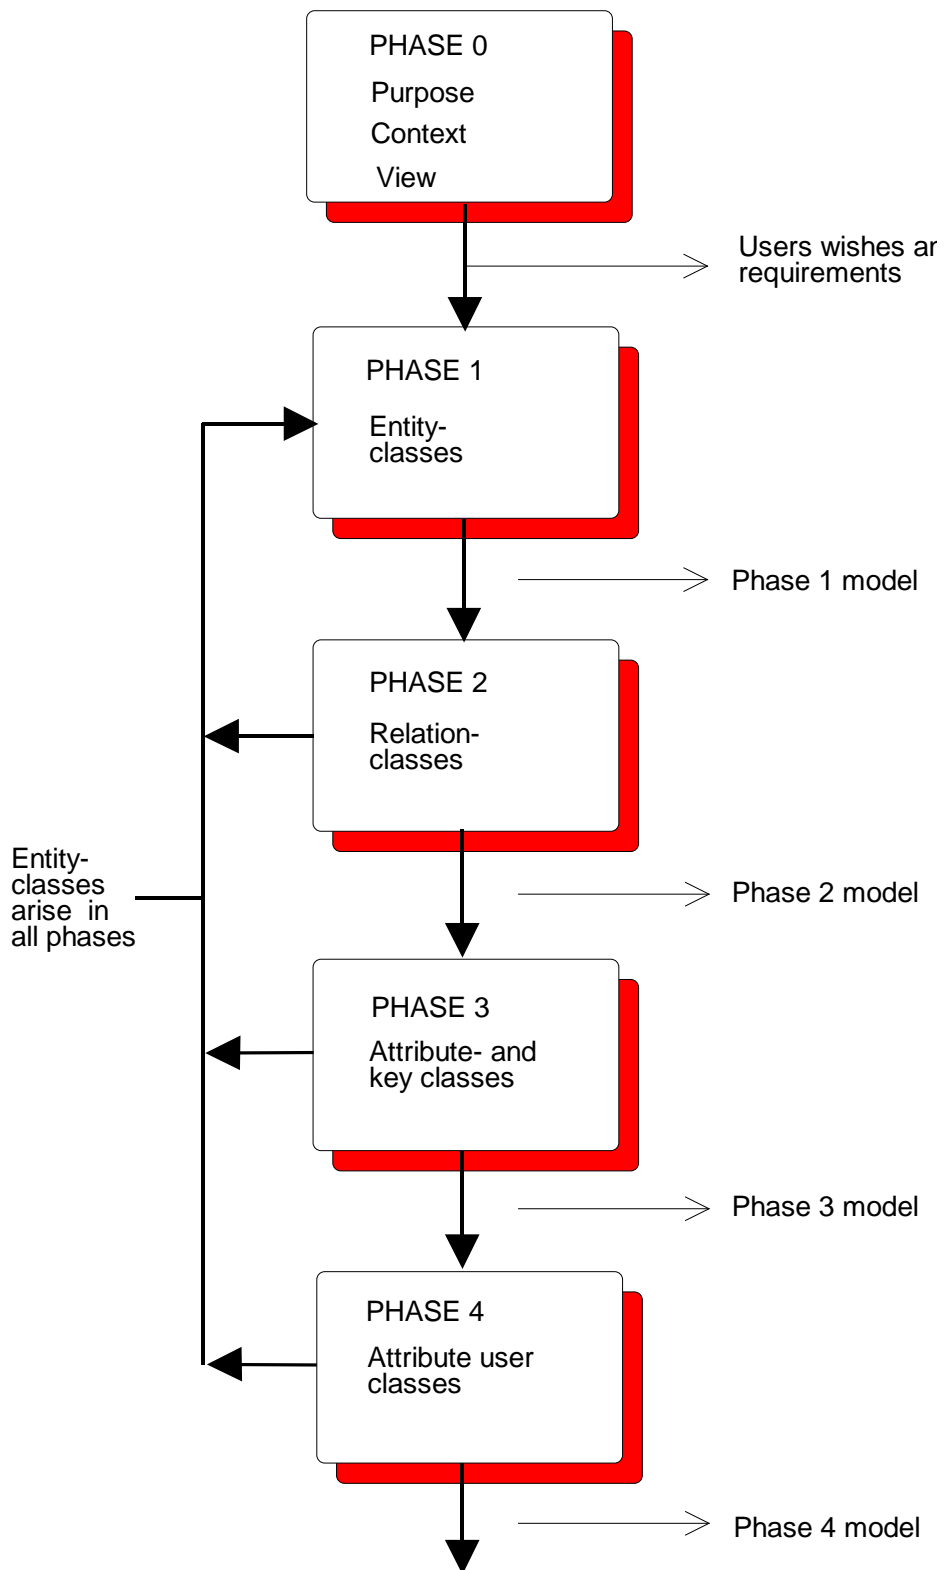 PHASE 0
Purpose
Context
View
Users wishes
requirements
PHASE 1
Entity-
classes
Phase 1 model
PHASE 2
Relation-
classes
Entity-
classes
arise in
all phases
Phase 2 model
PHASE 3
Attribute- and
key classes
Phase 3 model
PHASE 4
Attribute user
classes
Phase 4 model